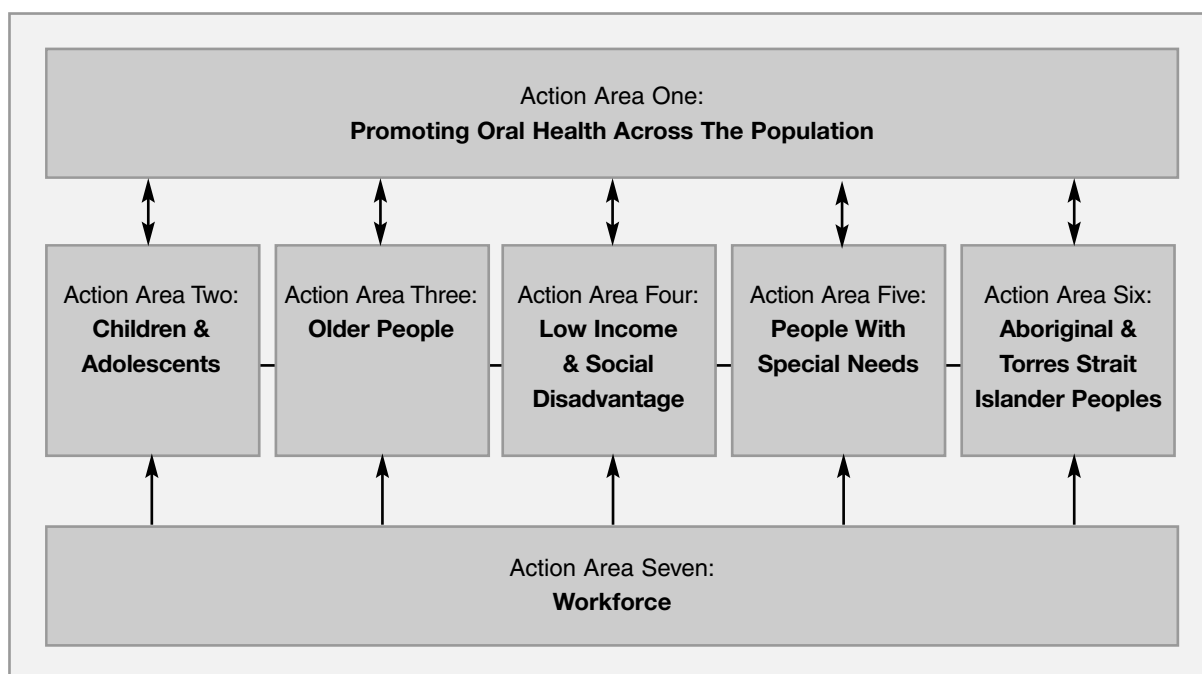 Action Area One:
Promoting Oral Health Across The Population
Action Area Two:
Children &
Adolescents
Action Area Three:
Older People
Action Area Four:
Low Income
& Social
Disadvantage
Action Area Five:
People With
Special Needs
Action Area Six:
Aboriginal &
Torres Strait
Islander Peoples
Action Area Seven:
Workforce